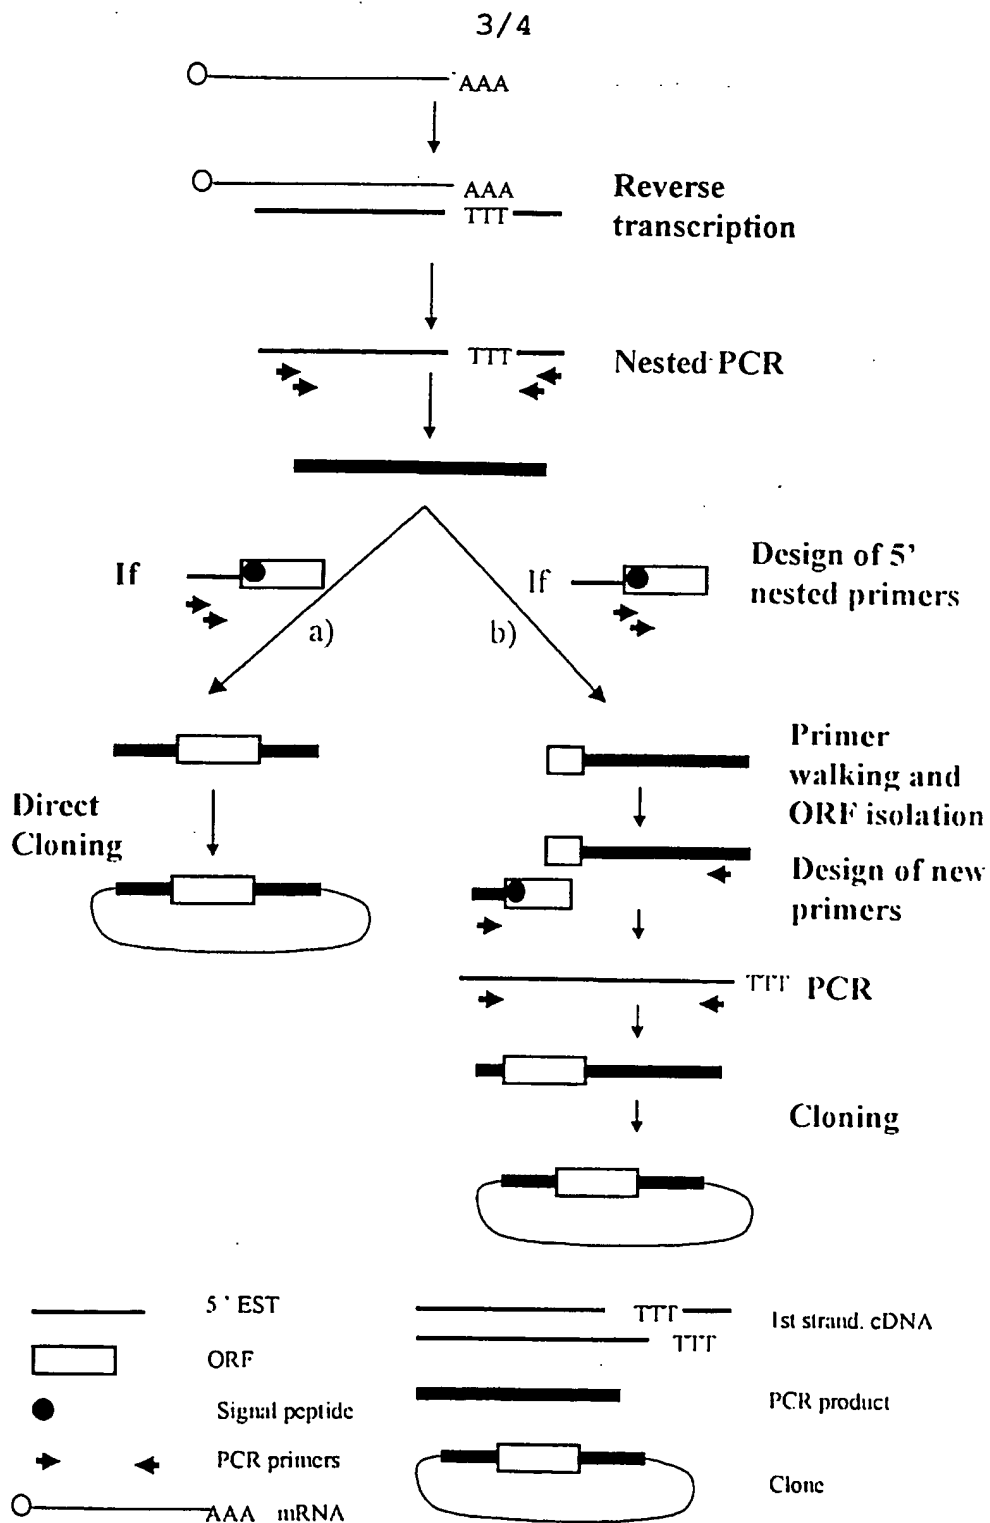 3/4
AAA
AAA
TTT
Reverse
transcription
TTT
Nested PCR
If
If
Design of 5'
nested primers
a)
b)
Primer
walking and
ORF isolation
Direct
Cloning
Design of new
primers
TTT
PCR
Cloning
5' EST
ORF
Signal peptide
PCR primers
AAA mRNA
TTT
TTT
1st strand. cDNA
PCR product
Clone